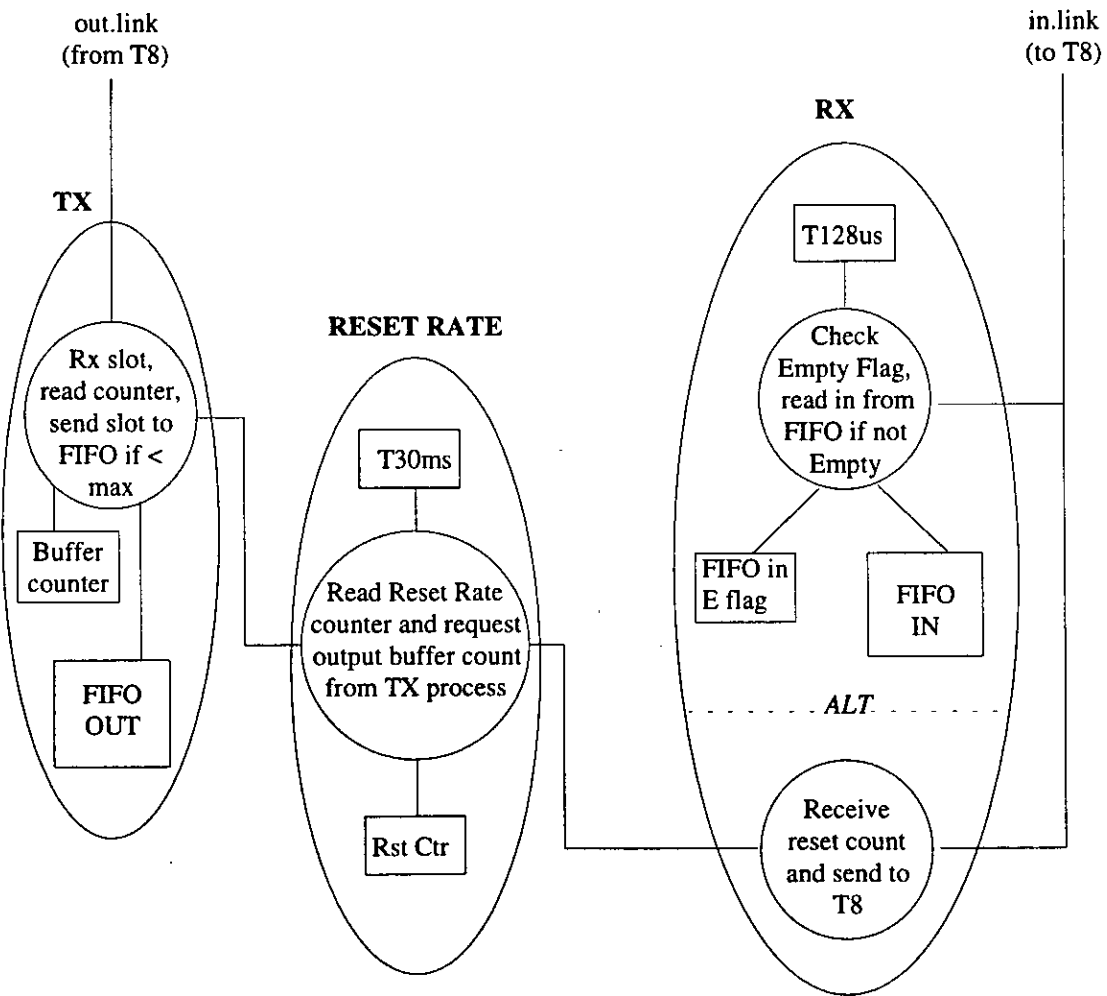 out.link
(from T8)
in.link
(to T8)
TX
Rx slot,
read counter,
send slot to
FIFO if <
max
Buffer
counter
FIFO
OUT
RESET RATE
T30ms
Read Reset Rate
counter and request
output buffer count
from TX process
Rst Ctr
RX
T128us
Check
Empty Flag,
read in from
FIFO if not
Empty
FIFO in
E flag
FIFO
IN
ALT
Receive
reset count
and send to
T8